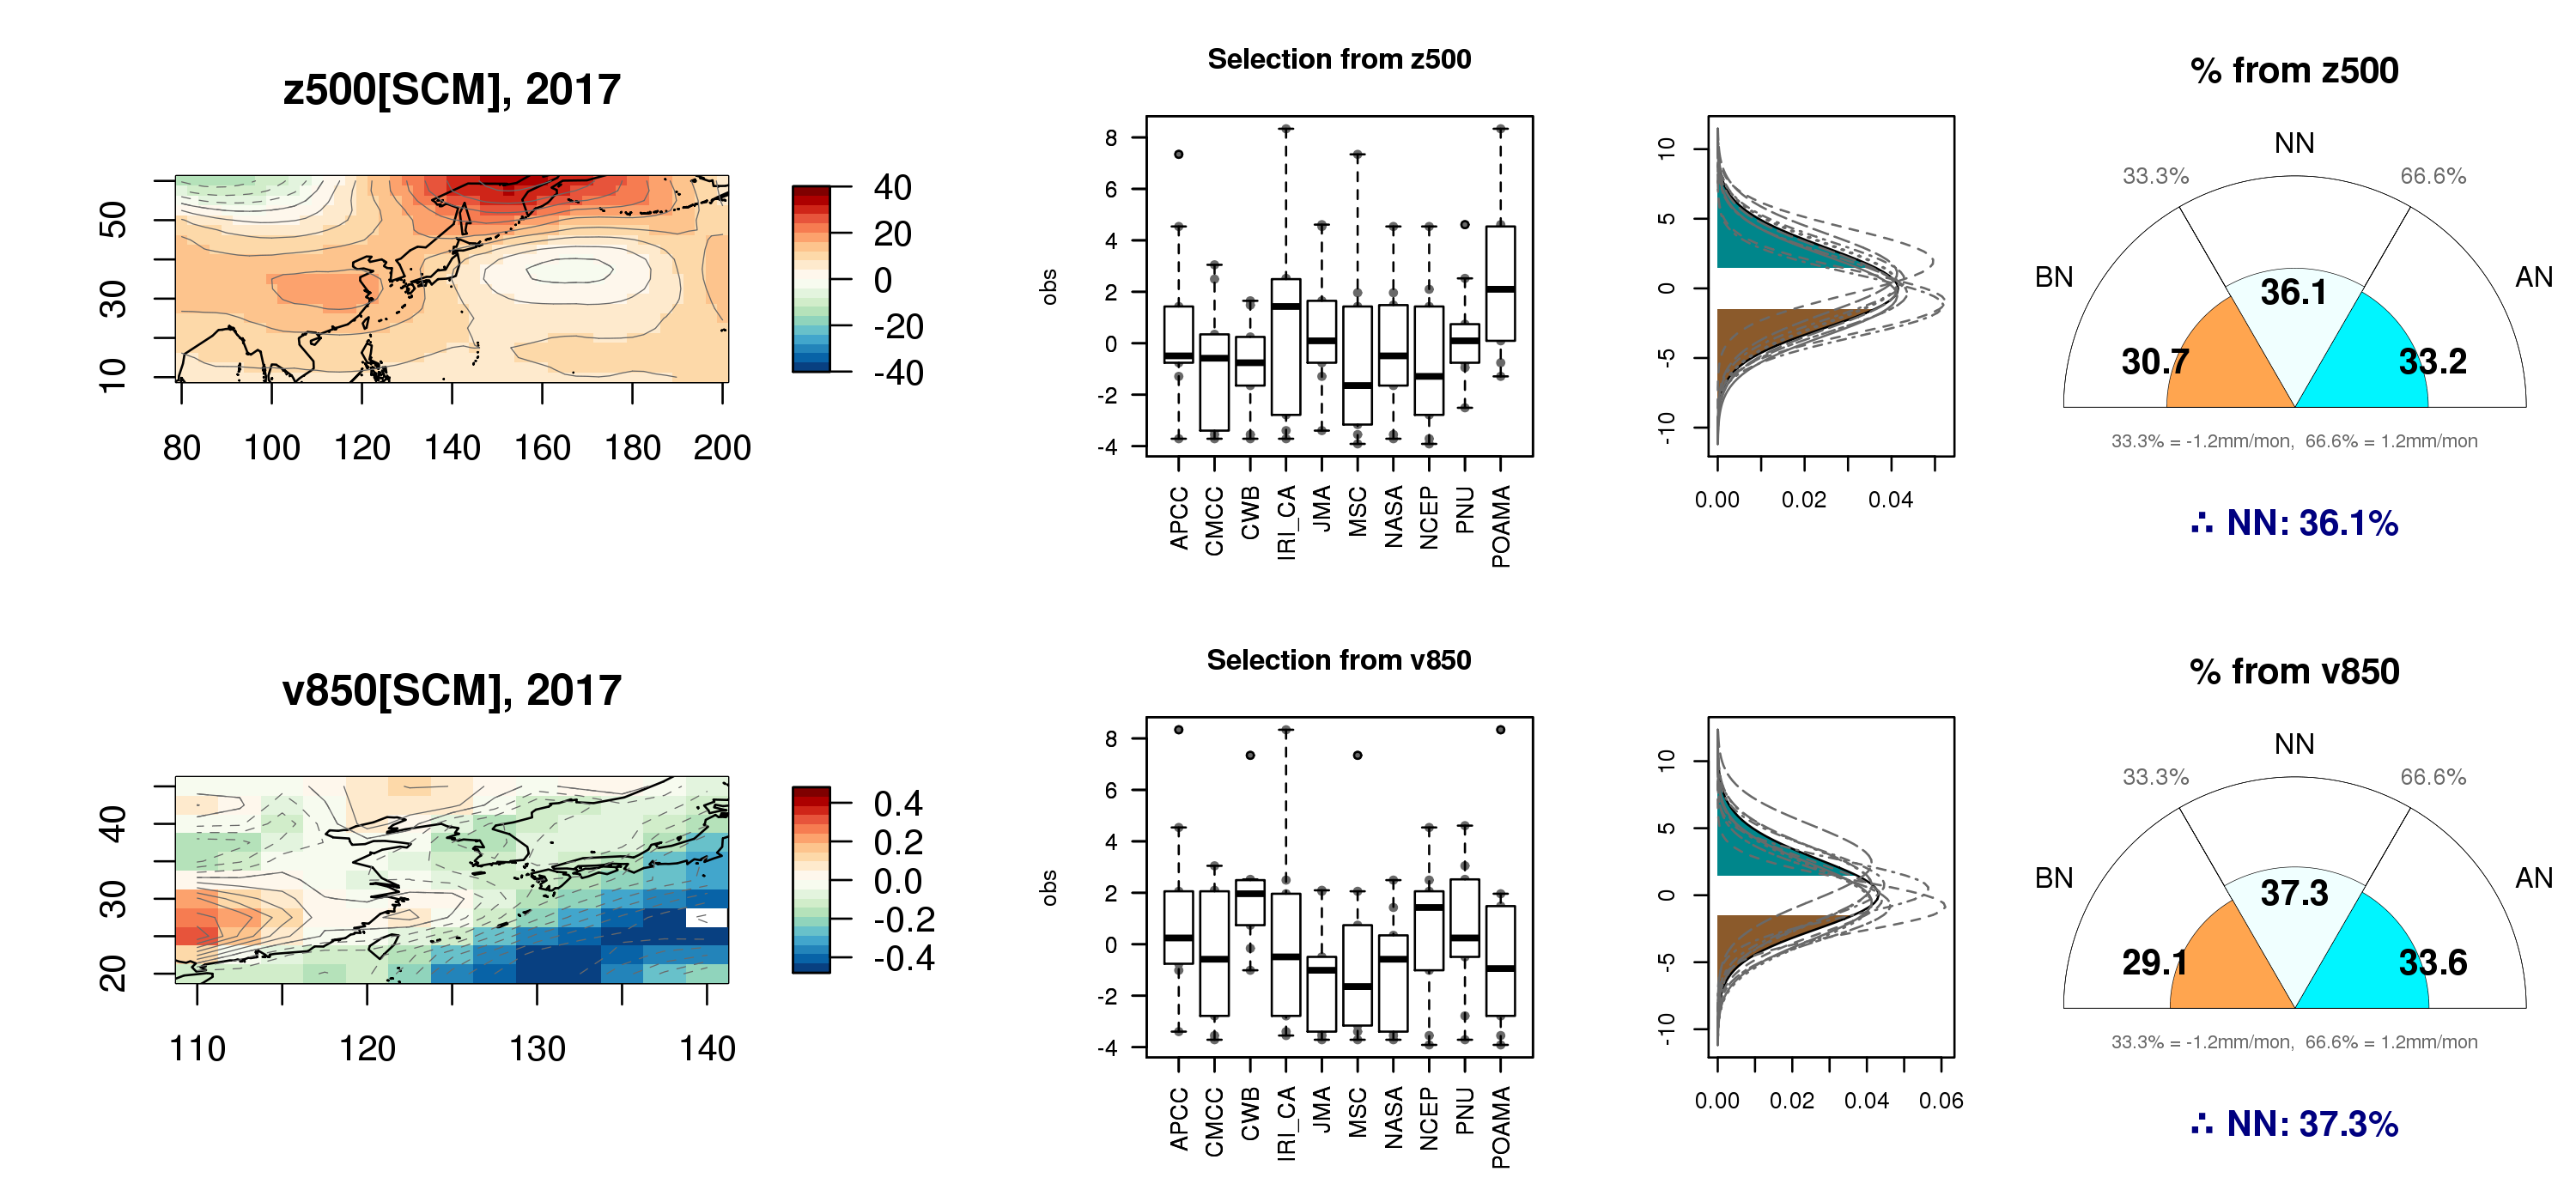 z500[SCM], 2017
50
30
10
80 100 120 140 160 180 200
40
20
0
-20
-40
Selection from z500
obs
8
6
4
2
0
-2
-4
APCC
CMCC
CWB
IRI_CA
JMA
MSC
NASA
NCEP
PNU
POAMA
10
5
0
-5
-10
0.00 0.02 0.04
% from z500
NN
33.3% 66.6%
BN AN
36.1
30.7 33.2
33.3% = -1.2mm/mon, 66.6% = 1.2mm/mon
∴ NN: 36.1%
v850[SCM], 2017
40
30
20
110 120 130 140
0.4
0.2
0.0
-0.2
-0.4
Selection from v850
obs
8
6
4
2
0
-2
-4
APCC
CMCC
CWB
IRI_CA
JMA
MSC
NASA
NCEP
PNU
POAMA
10
5
0
-5
-10
0.00 0.02 0.04 0.06
% from v850
NN
33.3% 66.6%
BN AN
37.3
29.1 33.6
33.3% = -1.2mm/mon, 66.6% = 1.2mm/mon
∴ NN: 37.3%